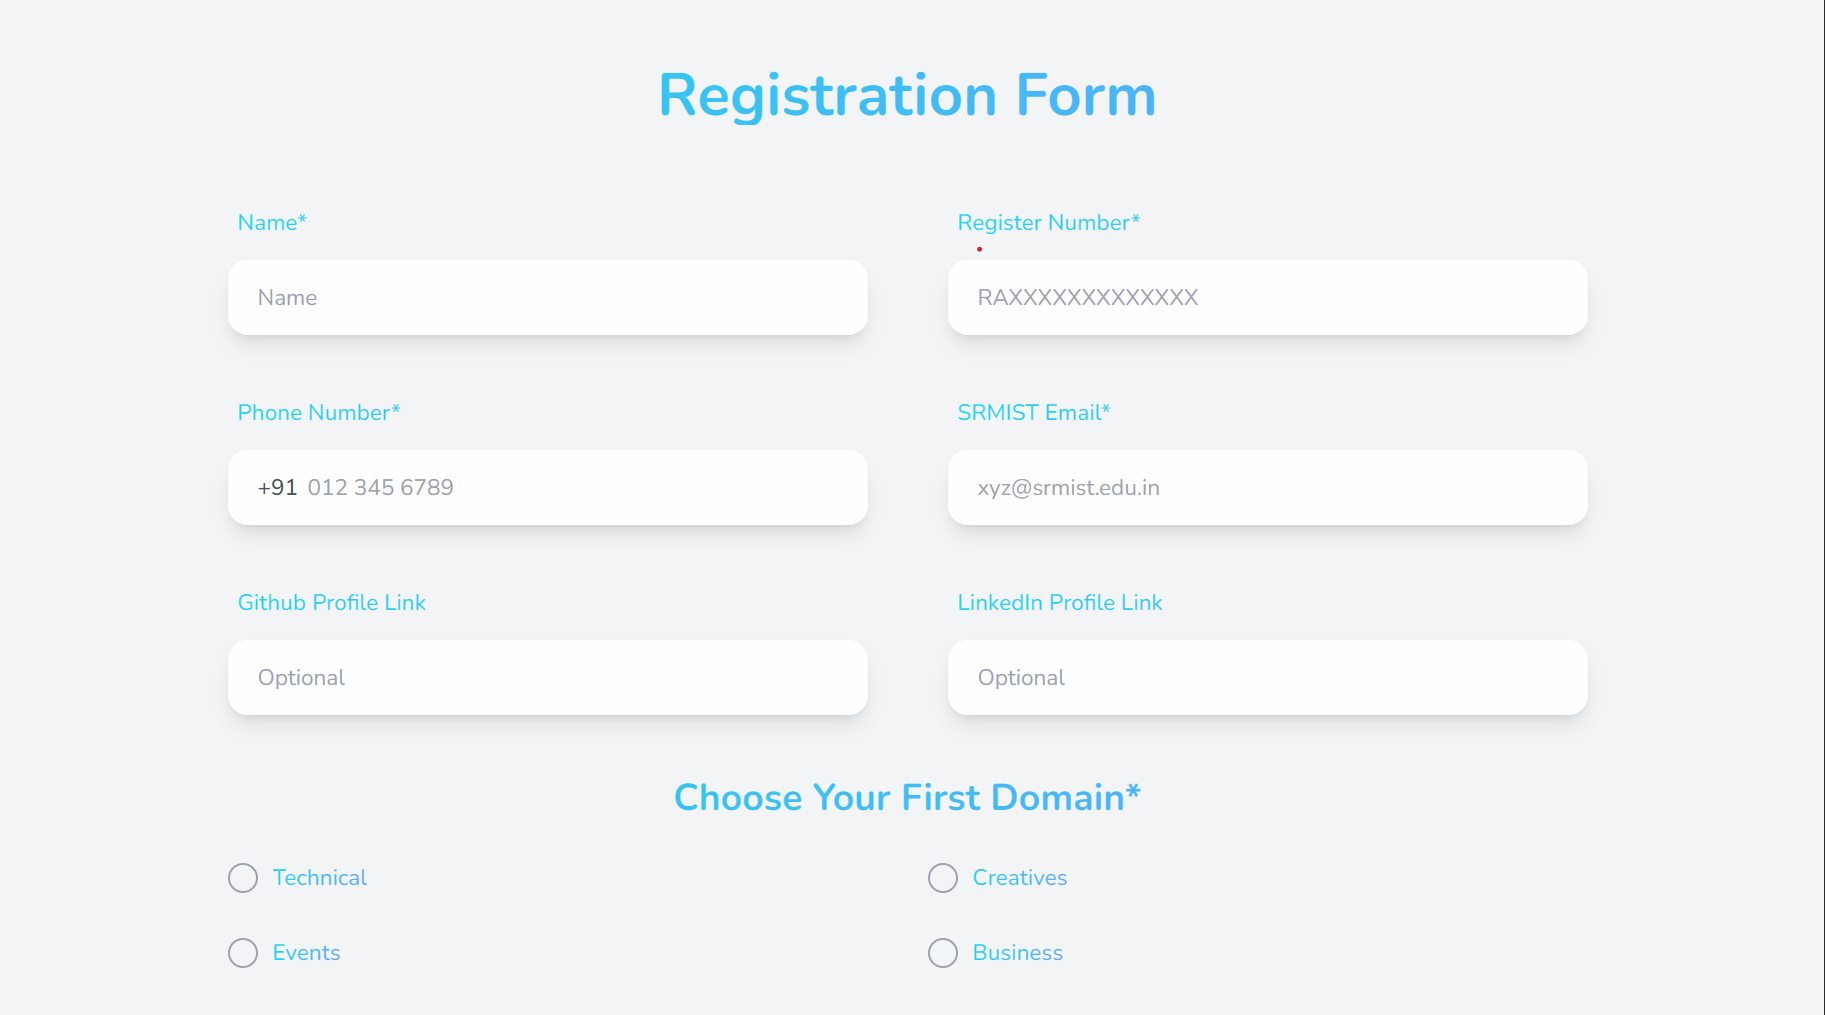 Registration Form
Name*
Register Number*
Name
RAXXXXXXXXXXXXX
Phone Number*
SRMIST Email*
+91 012 345 6789
xyz@srmist.edu.in
Github Profile Link
LinkedIn Profile Link
Optional
Optional
Choose Your First Domain*
Technical
Creatives
Events
Business